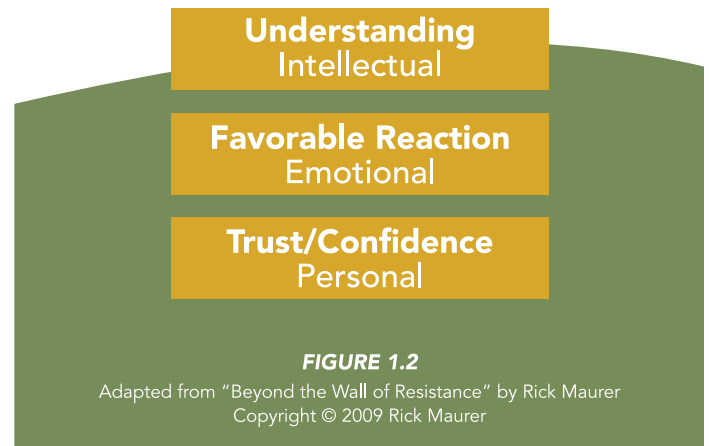 Understanding
Intellectual
Favorable Reaction
Emotional
Trust/Confidence
Personal
FIGURE 1.2
Adapted from “Beyond the Wall of Resistance” by Rick Maurer
Copyright © 2009 Rick Maurer